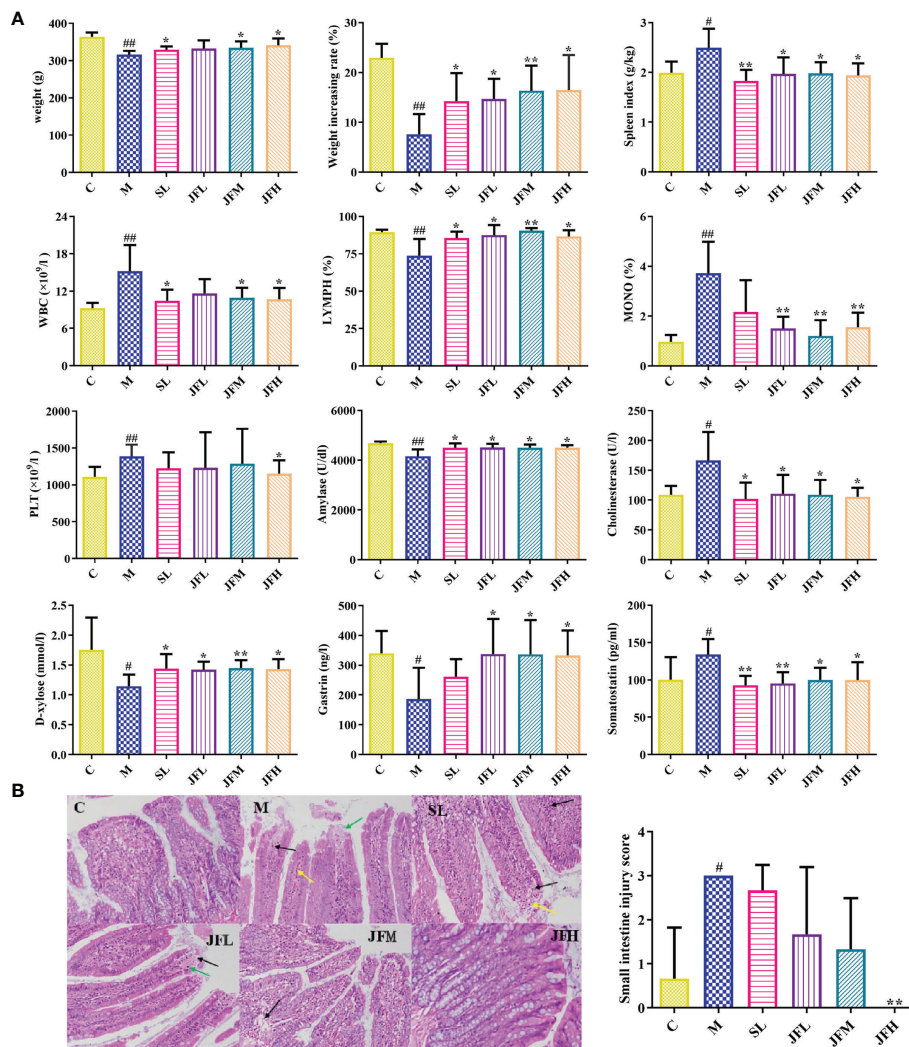 A
weight (g)
400
300
200
100
0
##
*
*
*
C
M
SL
JFL
JFM
JFH
Weight increasing rate (%)
30
20
10
0
##
*
*
**
*
C
M
SL
JFL
JFM
JFH
Spleen index (g/kg)
3
2
1
0
#
**
*
*
*
C
M
SL
JFL
JFM
JFH
WBC (×10⁹/l)
24
18
12
6
0
##
*
*
*
C
M
SL
JFL
JFM
JFH
LYMPH (%)
100
75
50
25
0
##
*
*
**
*
C
M
SL
JFL
JFM
JFH
MONO (%)
6
4
2
0
##
**
**
**
C
M
SL
JFL
JFM
JFH
PLT (×10⁹/l)
2000
1500
1000
500
0
##
*
C
M
SL
JFL
JFM
JFH
Amylase (U/dl)
6000
4000
2000
0
##
*
*
*
*
C
M
SL
JFL
JFM
JFH
Cholinesterase (U/l)
250
200
150
100
50
0
#
*
*
*
*
C
M
SL
JFL
JFM
JFH
D-xylose (mmol/l)
2.5
2.0
1.5
1.0
0.5
0.0
#
*
*
**
*
C
M
SL
JFL
JFM
JFH
Gastrin (ng/l)
500
400
300
200
100
0
#
*
*
*
C
M
SL
JFL
JFM
JFH
Somatostatin (pg/ml)
200
150
100
50
0
#
**
**
*
*
C
M
SL
JFL
JFM
JFH
B
C
M
SL
JFL
JFM
JFH
Small intestine injury score
4
3
2
1
0
#
**
C
M
SL
JFL
JFM
JFH